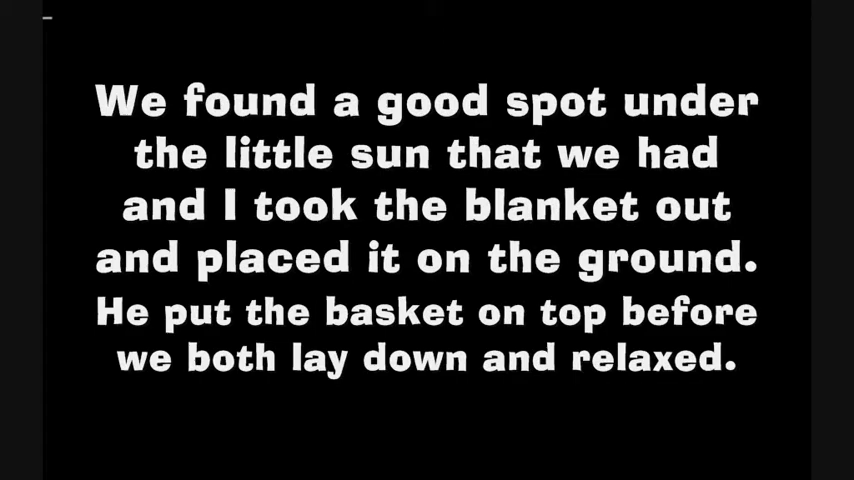 We found a good spot under
the little sun that we had
and I took the blanket out
and placed it on the ground.
He put the basket on top before
we both lay down and relaxed.